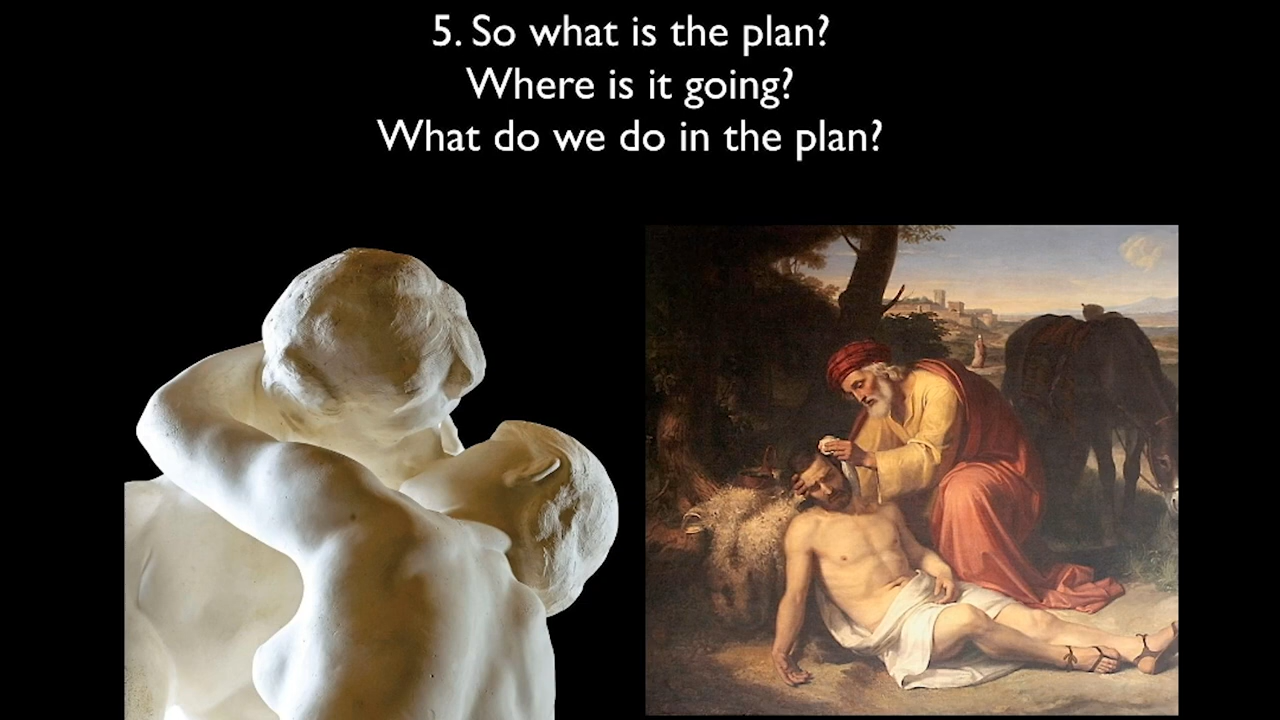 5. So what is the plan?
Where is it going?
What do we do in the plan?